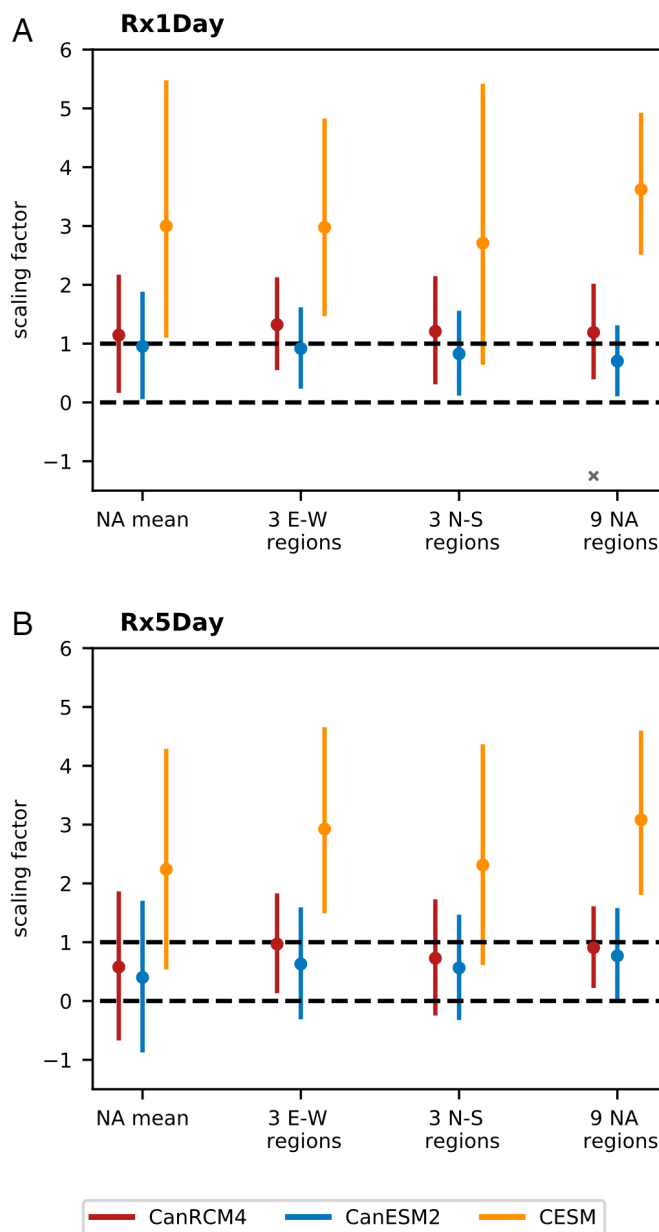 A
Rx1Day
6
5
4
3
2
1
0
−1
scaling factor
NA mean
3 E-W
regions
3 N-S
regions
9 NA
regions
B
Rx5Day
6
5
4
3
2
1
0
−1
scaling factor
NA mean
3 E-W
regions
3 N-S
regions
9 NA
regions
CanRCM4
CanESM2
CESM